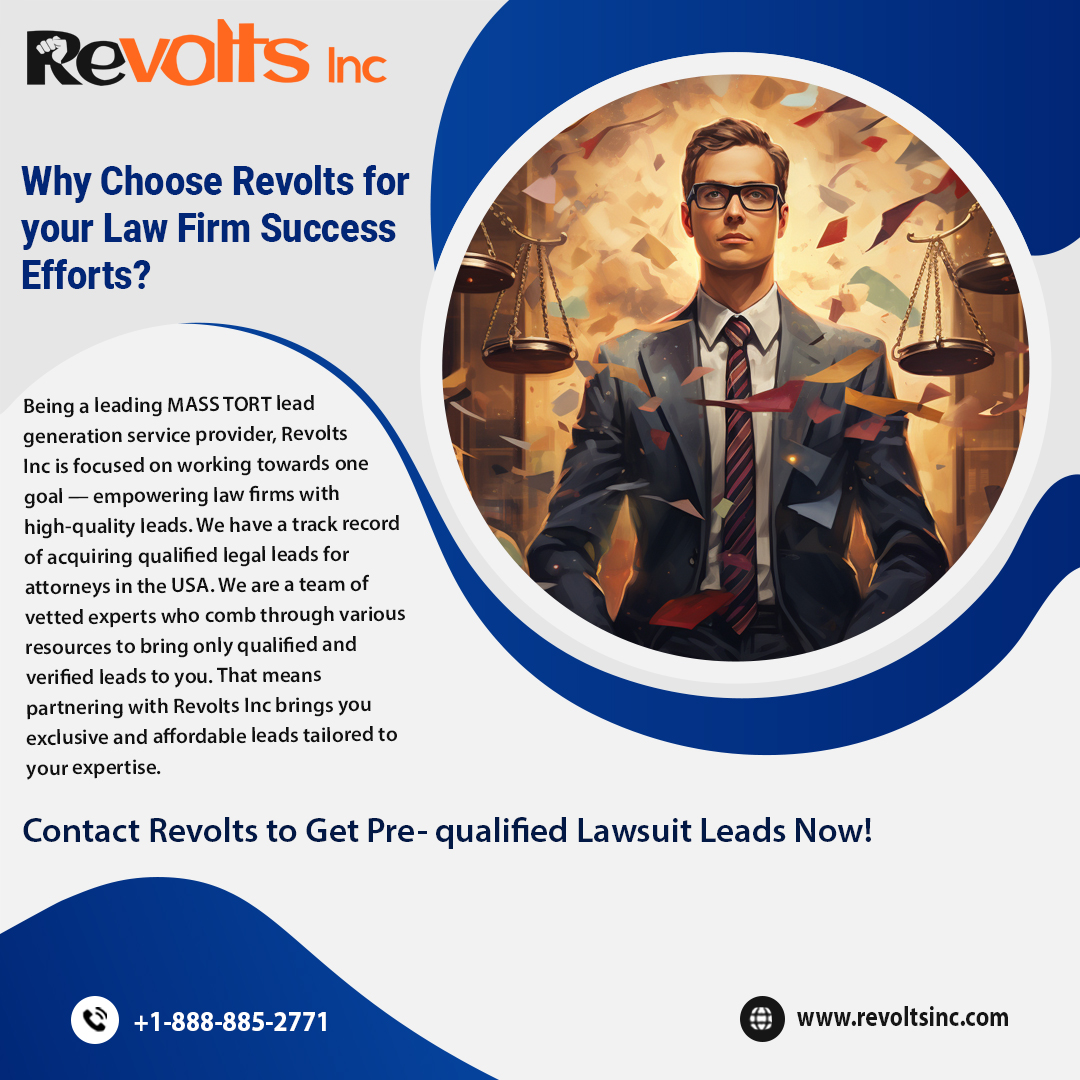 Revolts Inc
Why Choose Revolts for
your Law Firm Success
Efforts?
Being a leading MASS TORT lead
generation service provider, Revolts
Inc is focused on working towards one
goal — empowering law firms with
high-quality leads. We have a track record
of acquiring qualified legal leads for
attorneys in the USA. We are a team of
vetted experts who comb through various
resources to bring only qualified and
verified leads to you. That means
partnering with Revolts Inc brings you
exclusive and affordable leads tailored to
your expertise.
Contact Revolts to Get Pre- qualified Lawsuit Leads Now!
+1-888-885-2771
www.revoltsinc.com